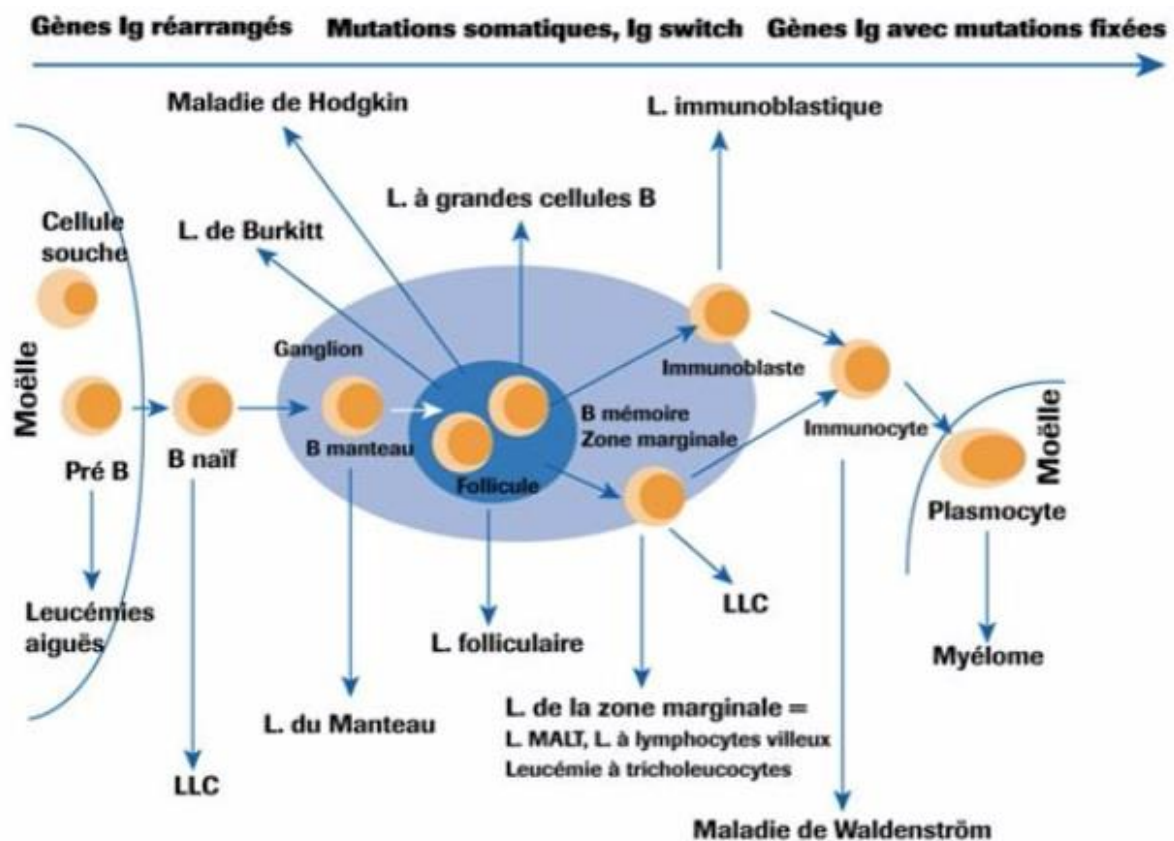 Gènes Ig réarrangés
Mutations somatiques, Ig switch
Gènes Ig avec mutations fixées
Maladie de Hodgkin
L. immunoblastique
L. à grandes cellules B
Cellule
souche
L. de Burkitt
Moëlle
Ganglion
Immunoblaste
B mémoire
Zone marginale
Immunocyte
Moëlle
Pré B
B naïf
B manteau
Follicule
Plasmocyte
Leucémies
aiguës
LLC
L. folliculaire
Myélome
L. du Manteau
L. de la zone marginale =
L. MALT, L. à lymphocytes villeux
Leucémie à tricholeucocytes
LLC
Maladie de Waldenström